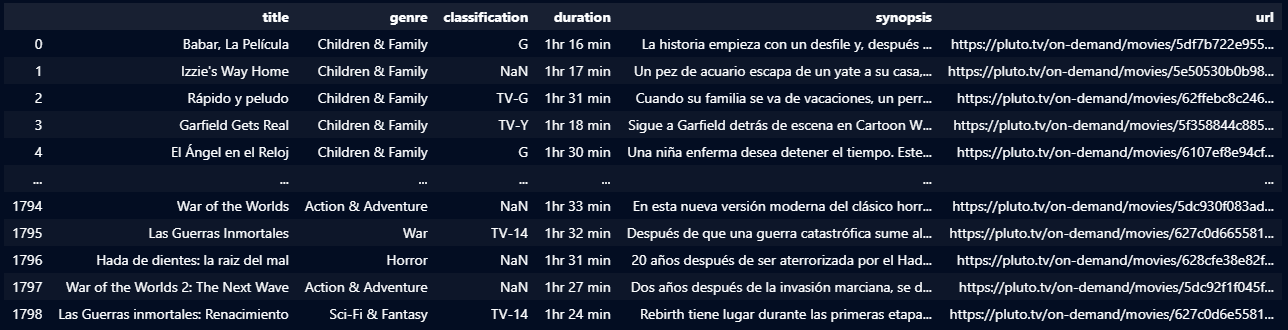 title genre classification duration synopsis url
0 Babar, La Película Children & Family G 1hr 16 min La historia empieza con un desfile y, después ... https://pluto.tv/on-demand/movies/5df7b722e955...
1 Izzie's Way Home Children & Family NaN 1hr 17 min Un pez de acuario escapa de un yate a su casa,... https://pluto.tv/on-demand/movies/5e50530b0b98...
2 Rápido y peludo Children & Family TV-G 1hr 31 min Cuando su familia se va de vacaciones, un perr... https://pluto.tv/on-demand/movies/62ffebc8c246...
3 Garfield Gets Real Children & Family TV-Y 1hr 18 min Sigue a Garfield detrás de escena en Cartoon W... https://pluto.tv/on-demand/movies/5f358844c885...
4 El Ángel en el Reloj Children & Family G 1hr 30 min Una niña enferma desea detener el tiempo. Este... https://pluto.tv/on-demand/movies/6107ef8e94cf...
... ... ... ... ... ... ...
1794 War of the Worlds Action & Adventure NaN 1hr 33 min En esta nueva versión moderna del clásico horr... https://pluto.tv/on-demand/movies/5dc930f083ad...
1795 Las Guerras Inmortales War TV-14 1hr 32 min Después de que una guerra catastrófica sume al... https://pluto.tv/on-demand/movies/627c0d665581...
1796 Hada de dientes: la raiz del mal Horror NaN 1hr 31 min 20 años después de ser aterrorizada por el Had... https://pluto.tv/on-demand/movies/628cfe38e82f...
1797 War of the Worlds 2: The Next Wave Action & Adventure NaN 1hr 27 min Dos años después de la invasión marciana, se d... https://pluto.tv/on-demand/movies/5dc92f1f045f...
1798 Las Guerras inmortales: Renacimiento Sci-Fi & Fantasy TV-14 1hr 24 min Rebirth tiene lugar durante las primeras etapa... https://pluto.tv/on-demand/movies/627c0d6e5581...